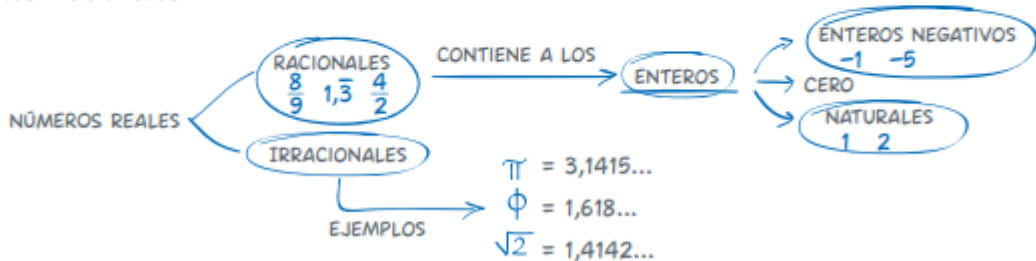 NÚMEROS REALES
RACIONALES
8/9 1,3̅ 4/2
CONTIENE A LOS
ENTEROS
ENTEROS NEGATIVOS
-1 -5
CERO
NATURALES
1 2
IRRACIONALES
EJEMPLOS
π = 3,1415...
ϕ = 1,618...
√2 = 1,4142...